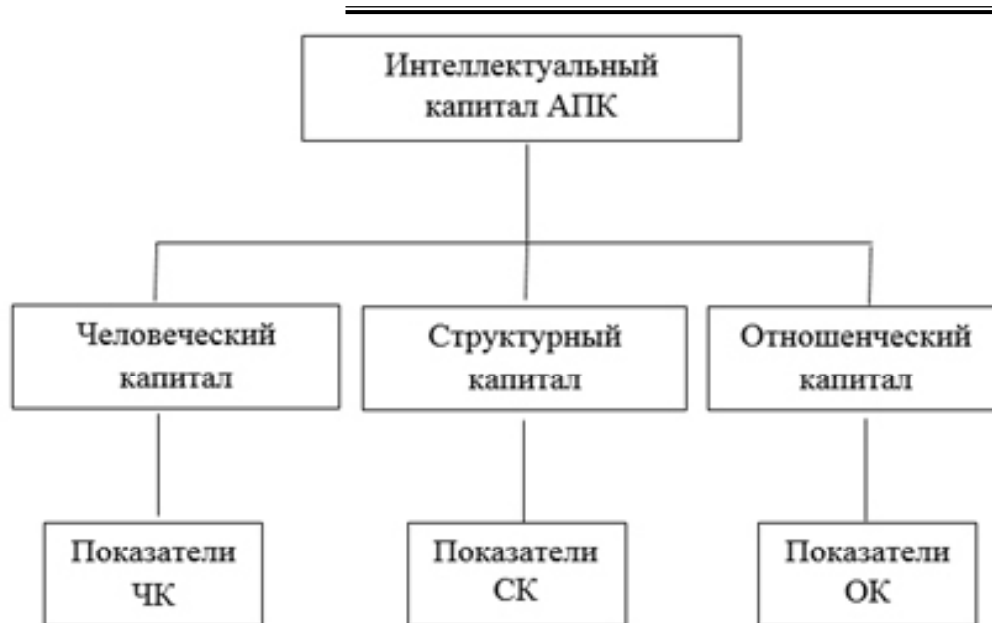 Интеллектуальный
капитал АПК
Человеческий
капитал
Структурный
капитал
Отношенческий
капитал
Показатели
ЧК
Показатели
СК
Показатели
ОК